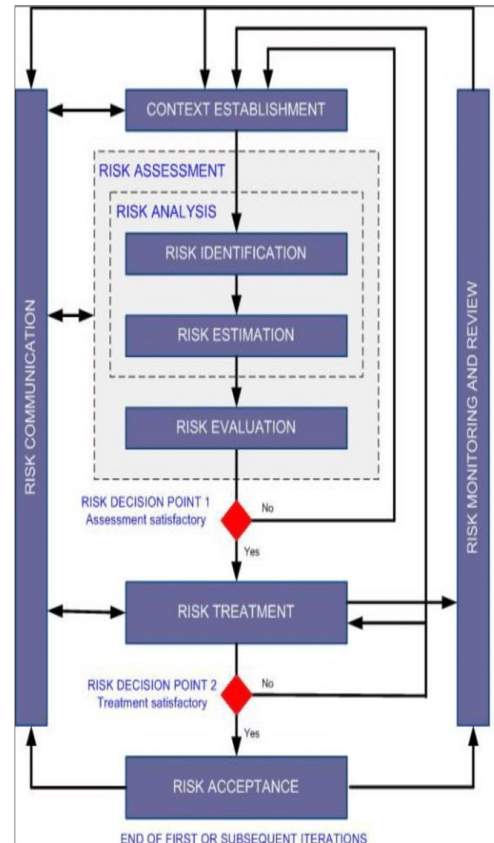 CONTEXT ESTABLISHMENT
RISK ASSESSMENT
RISK ANALYSIS
RISK IDENTIFICATION
RISK ESTIMATION
RISK EVALUATION
RISK COMMUNICATION
RISK MONITORING AND REVIEW
RISK DECISION POINT 1
Assessment satisfactory
No
Yes
RISK TREATMENT
RISK DECISION POINT 2
Treatment satisfactory
No
Yes
RISK ACCEPTANCE
END OF FIRST OR SUBSEQUENT ITERATIONS